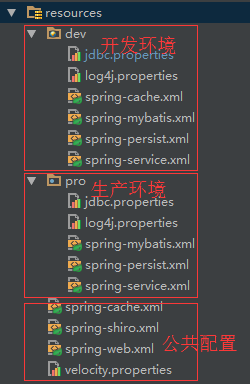 resources
dev
开发环境
jdbc.properties
log4j.properties
spring-cache.xml
spring-mybatis.xml
spring-persist.xml
spring-service.xml
pro
生产环境
jdbc.properties
log4j.properties
spring-mybatis.xml
spring-persist.xml
spring-service.xml
spring-cache.xml
spring-shiro.xml
公共配置
spring-web.xml
velocity.properties